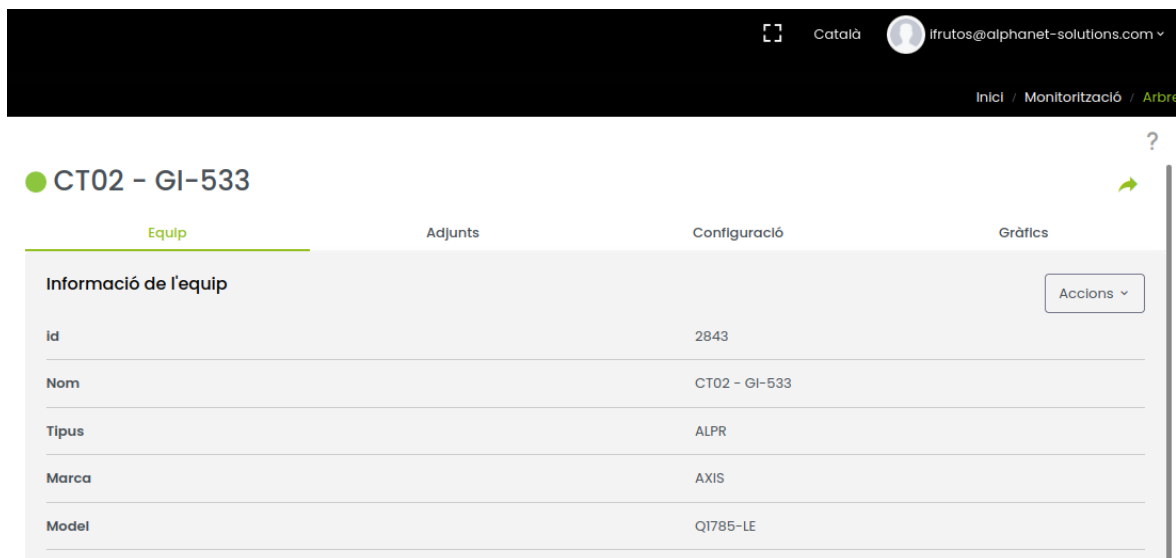 Català ifrutos@alphanet-solutions.com
Inici / Monitorització / Arbre
?
CT02 - GI-533
Equip Adjunts Configuració Gràfics
Informació de l'equip Accions
id 2843
Nom CT02 - GI-533
Tipus ALPR
Marca AXIS
Model Q1785-LE